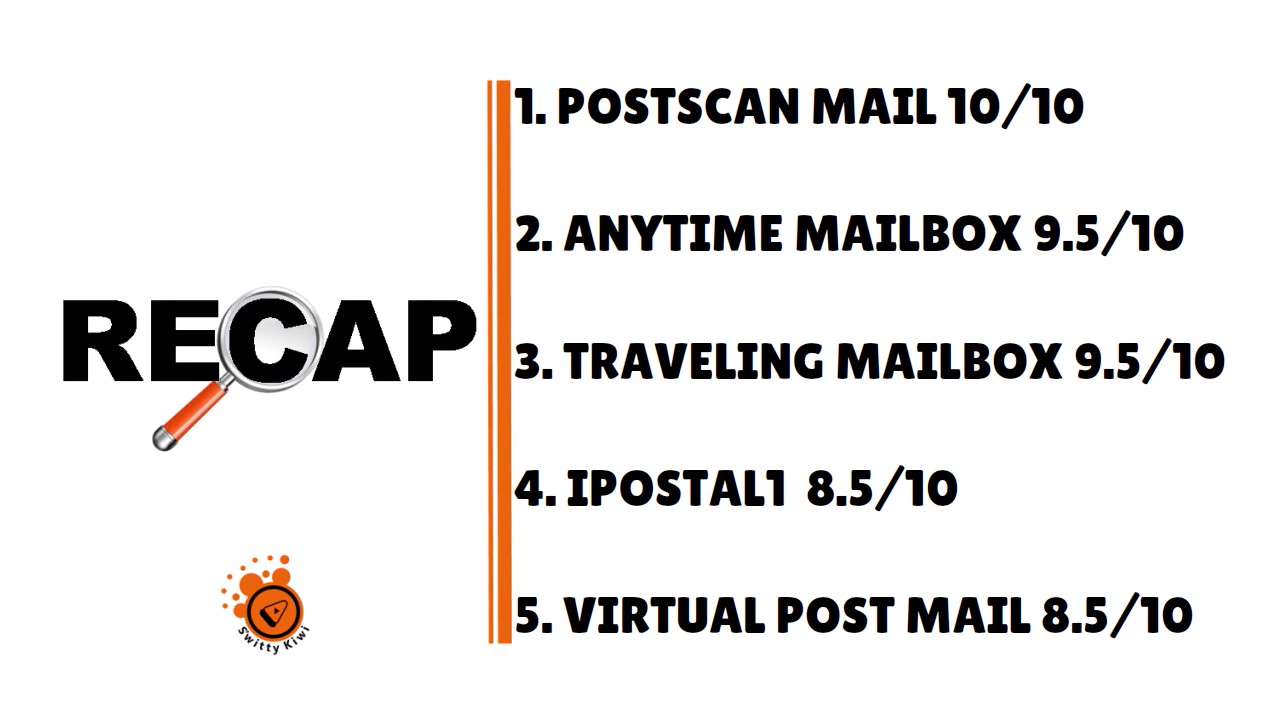 RECAP
1. POSTSCAN MAIL 10/10
2. ANYTIME MAILBOX 9.5/10
3. TRAVELING MAILBOX 9.5/10
4. IPOSTAL1 8.5/10
5. VIRTUAL POST MAIL 8.5/10
Switty Kiwi